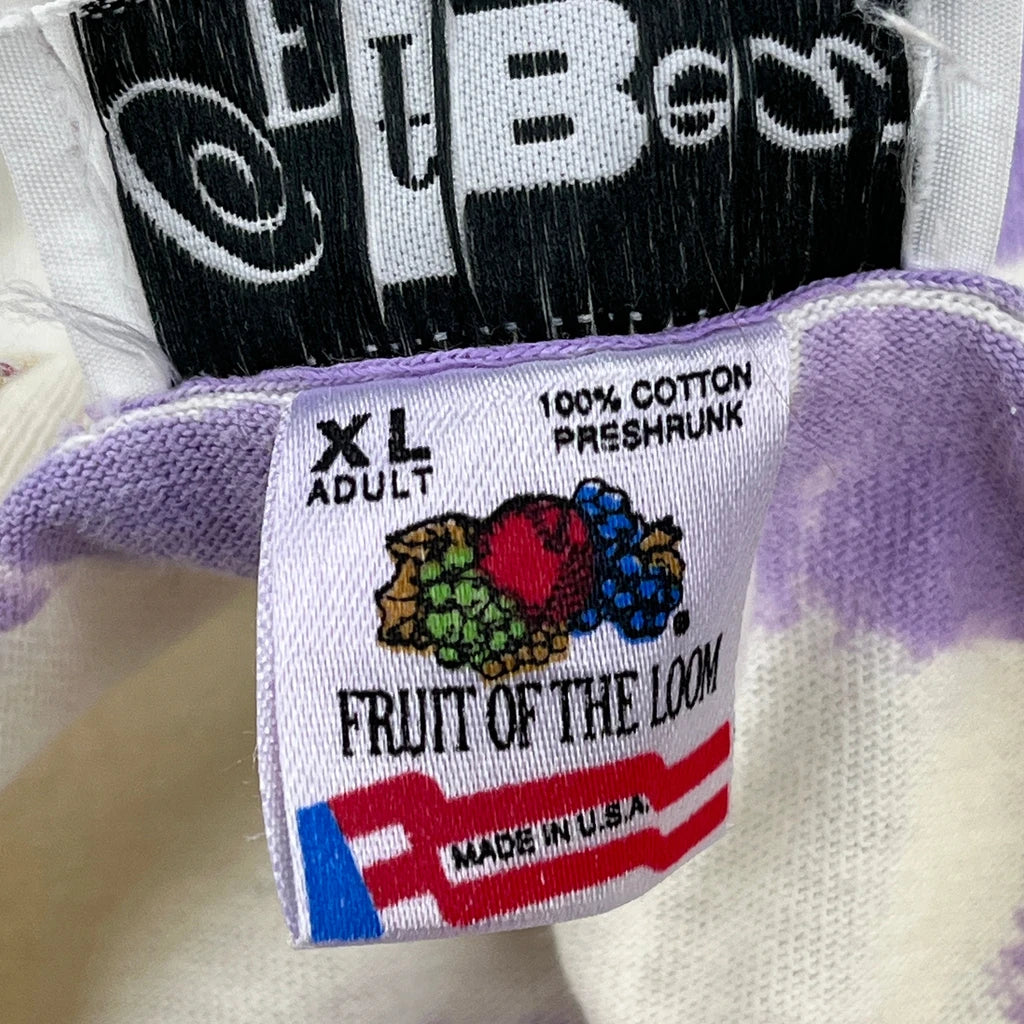 XL
ADULT
100% COTTON
PRESHRUNK
FRUIT OF THE LOOM
MADE IN U.S.A.